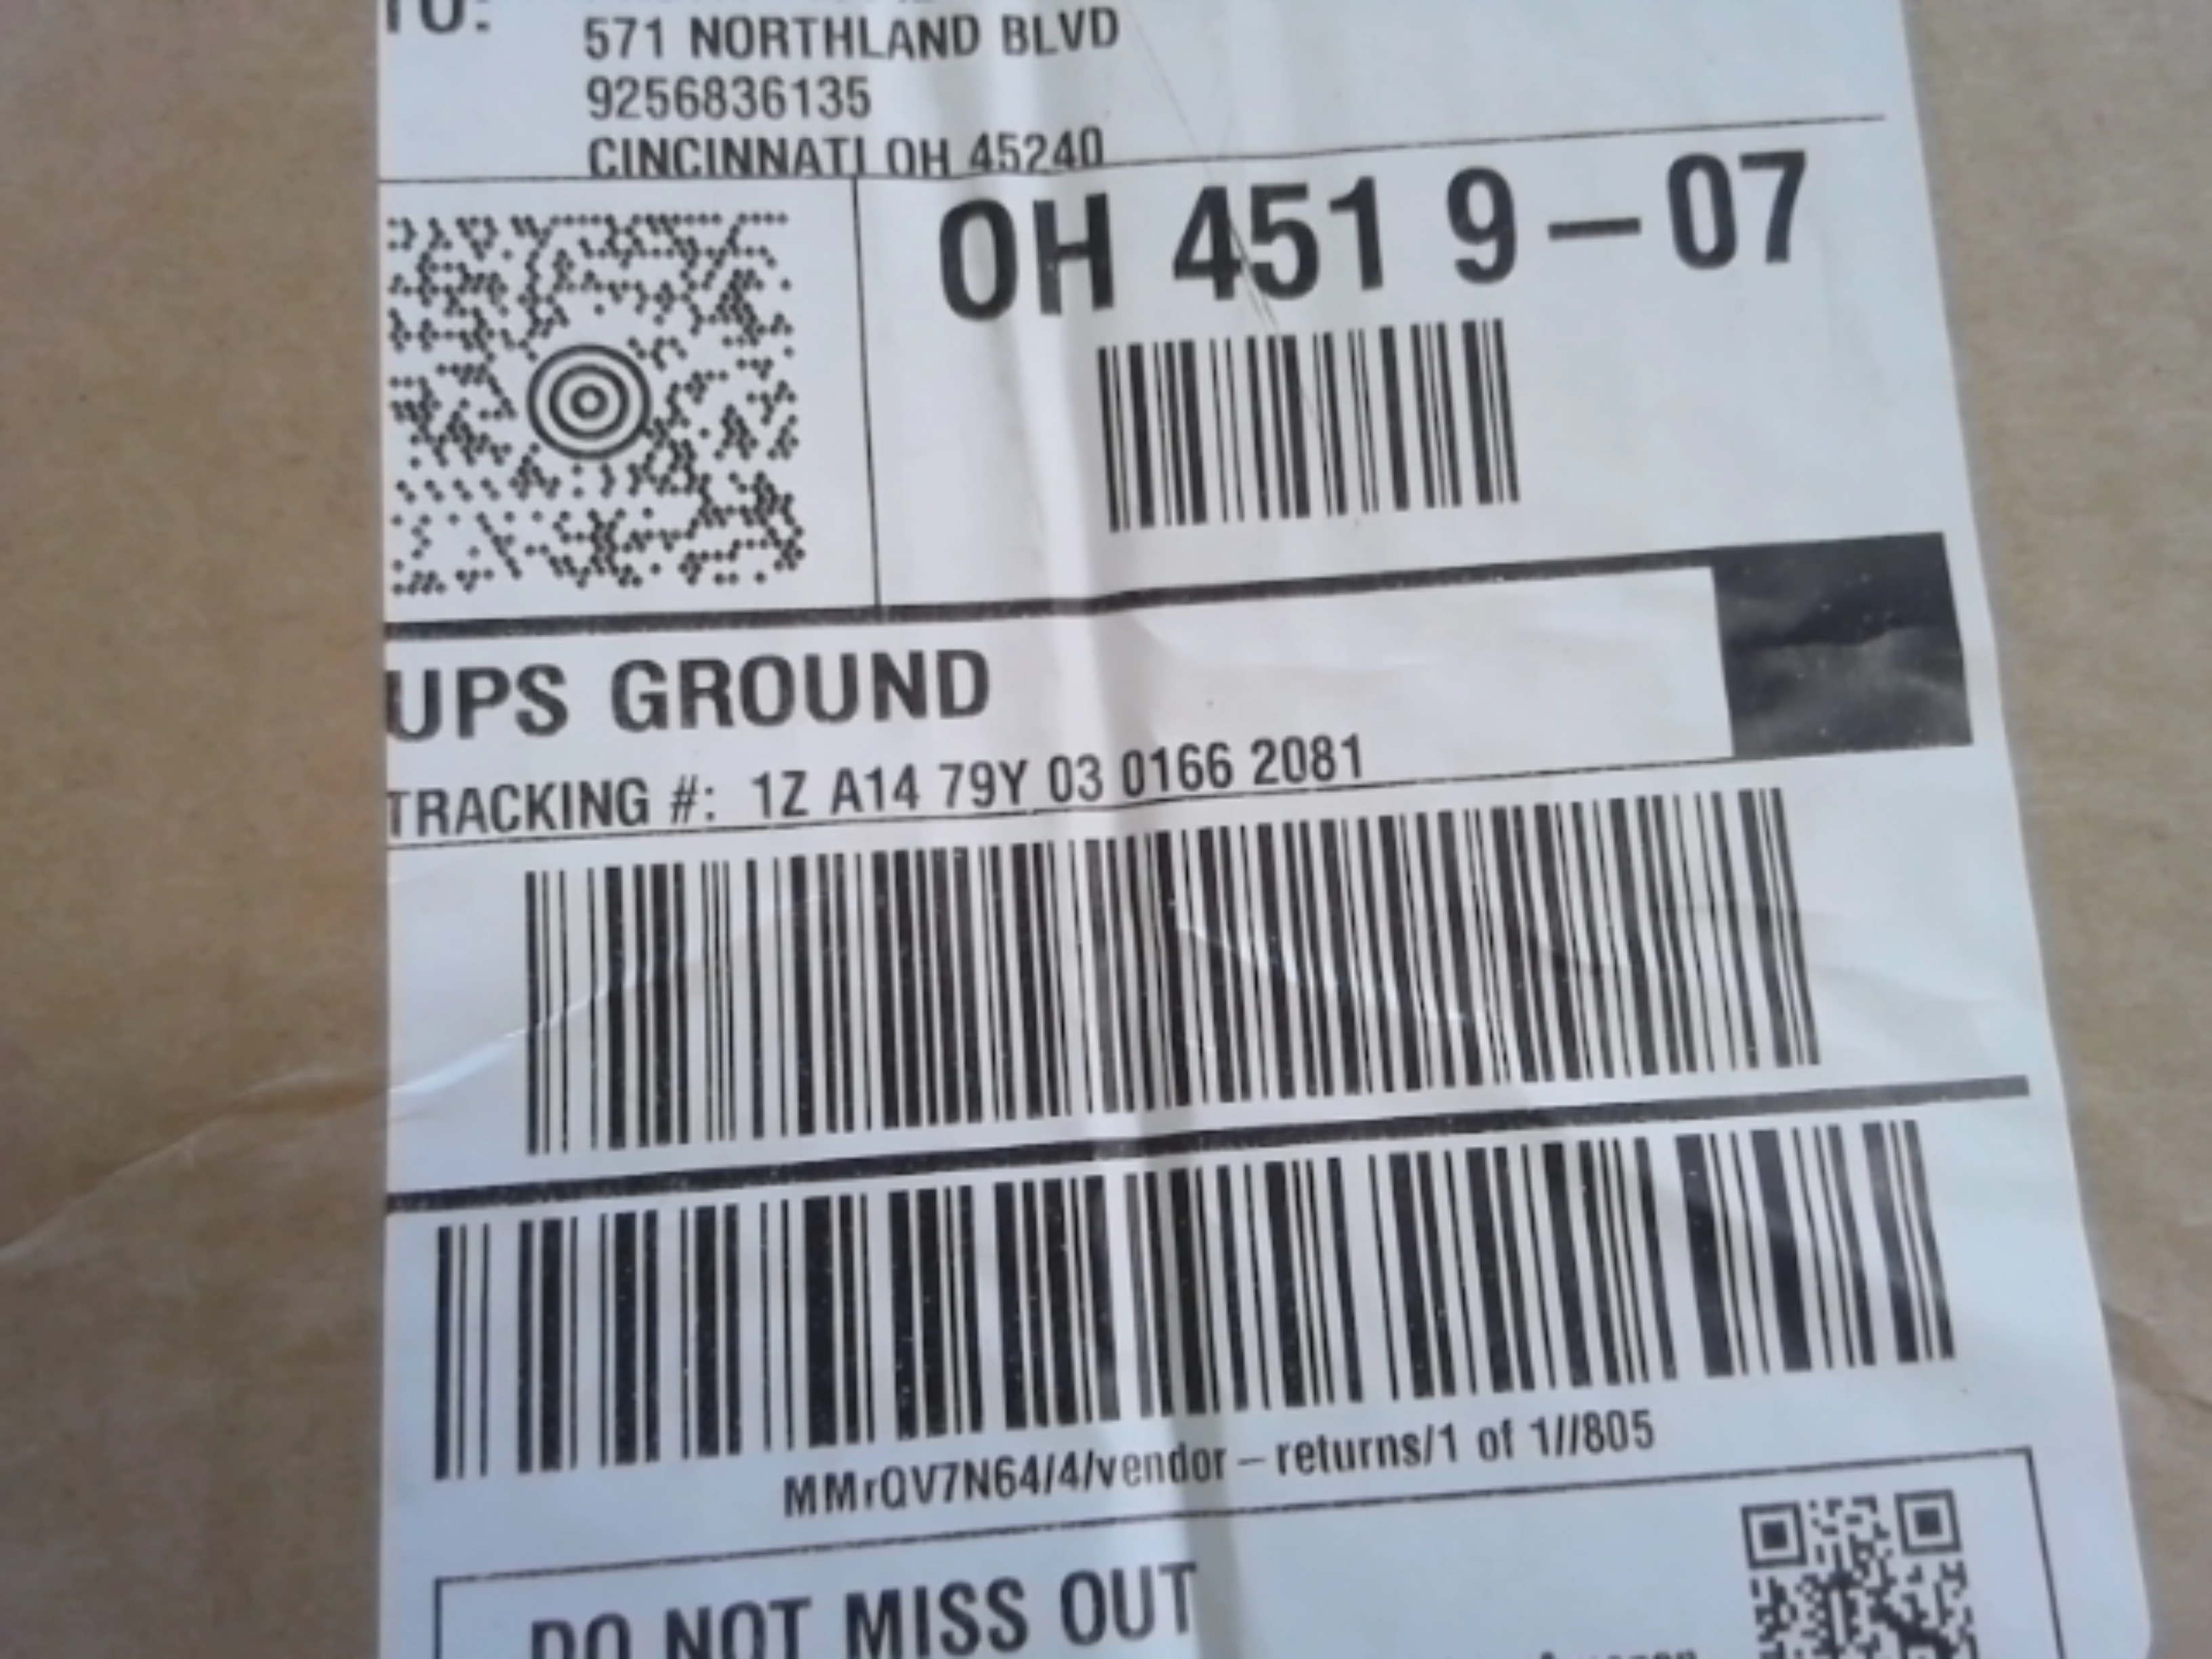 TO:
571 NORTHLAND BLVD
9256836135
CINCINNATI OH 45240
OH 451 9-07
UPS GROUND
TRACKING #: 1Z A14 79Y 03 0166 2081
MMrQV7N64/4/vendor-returns/1 of 1//805
DO NOT MISS OUT
Amazon